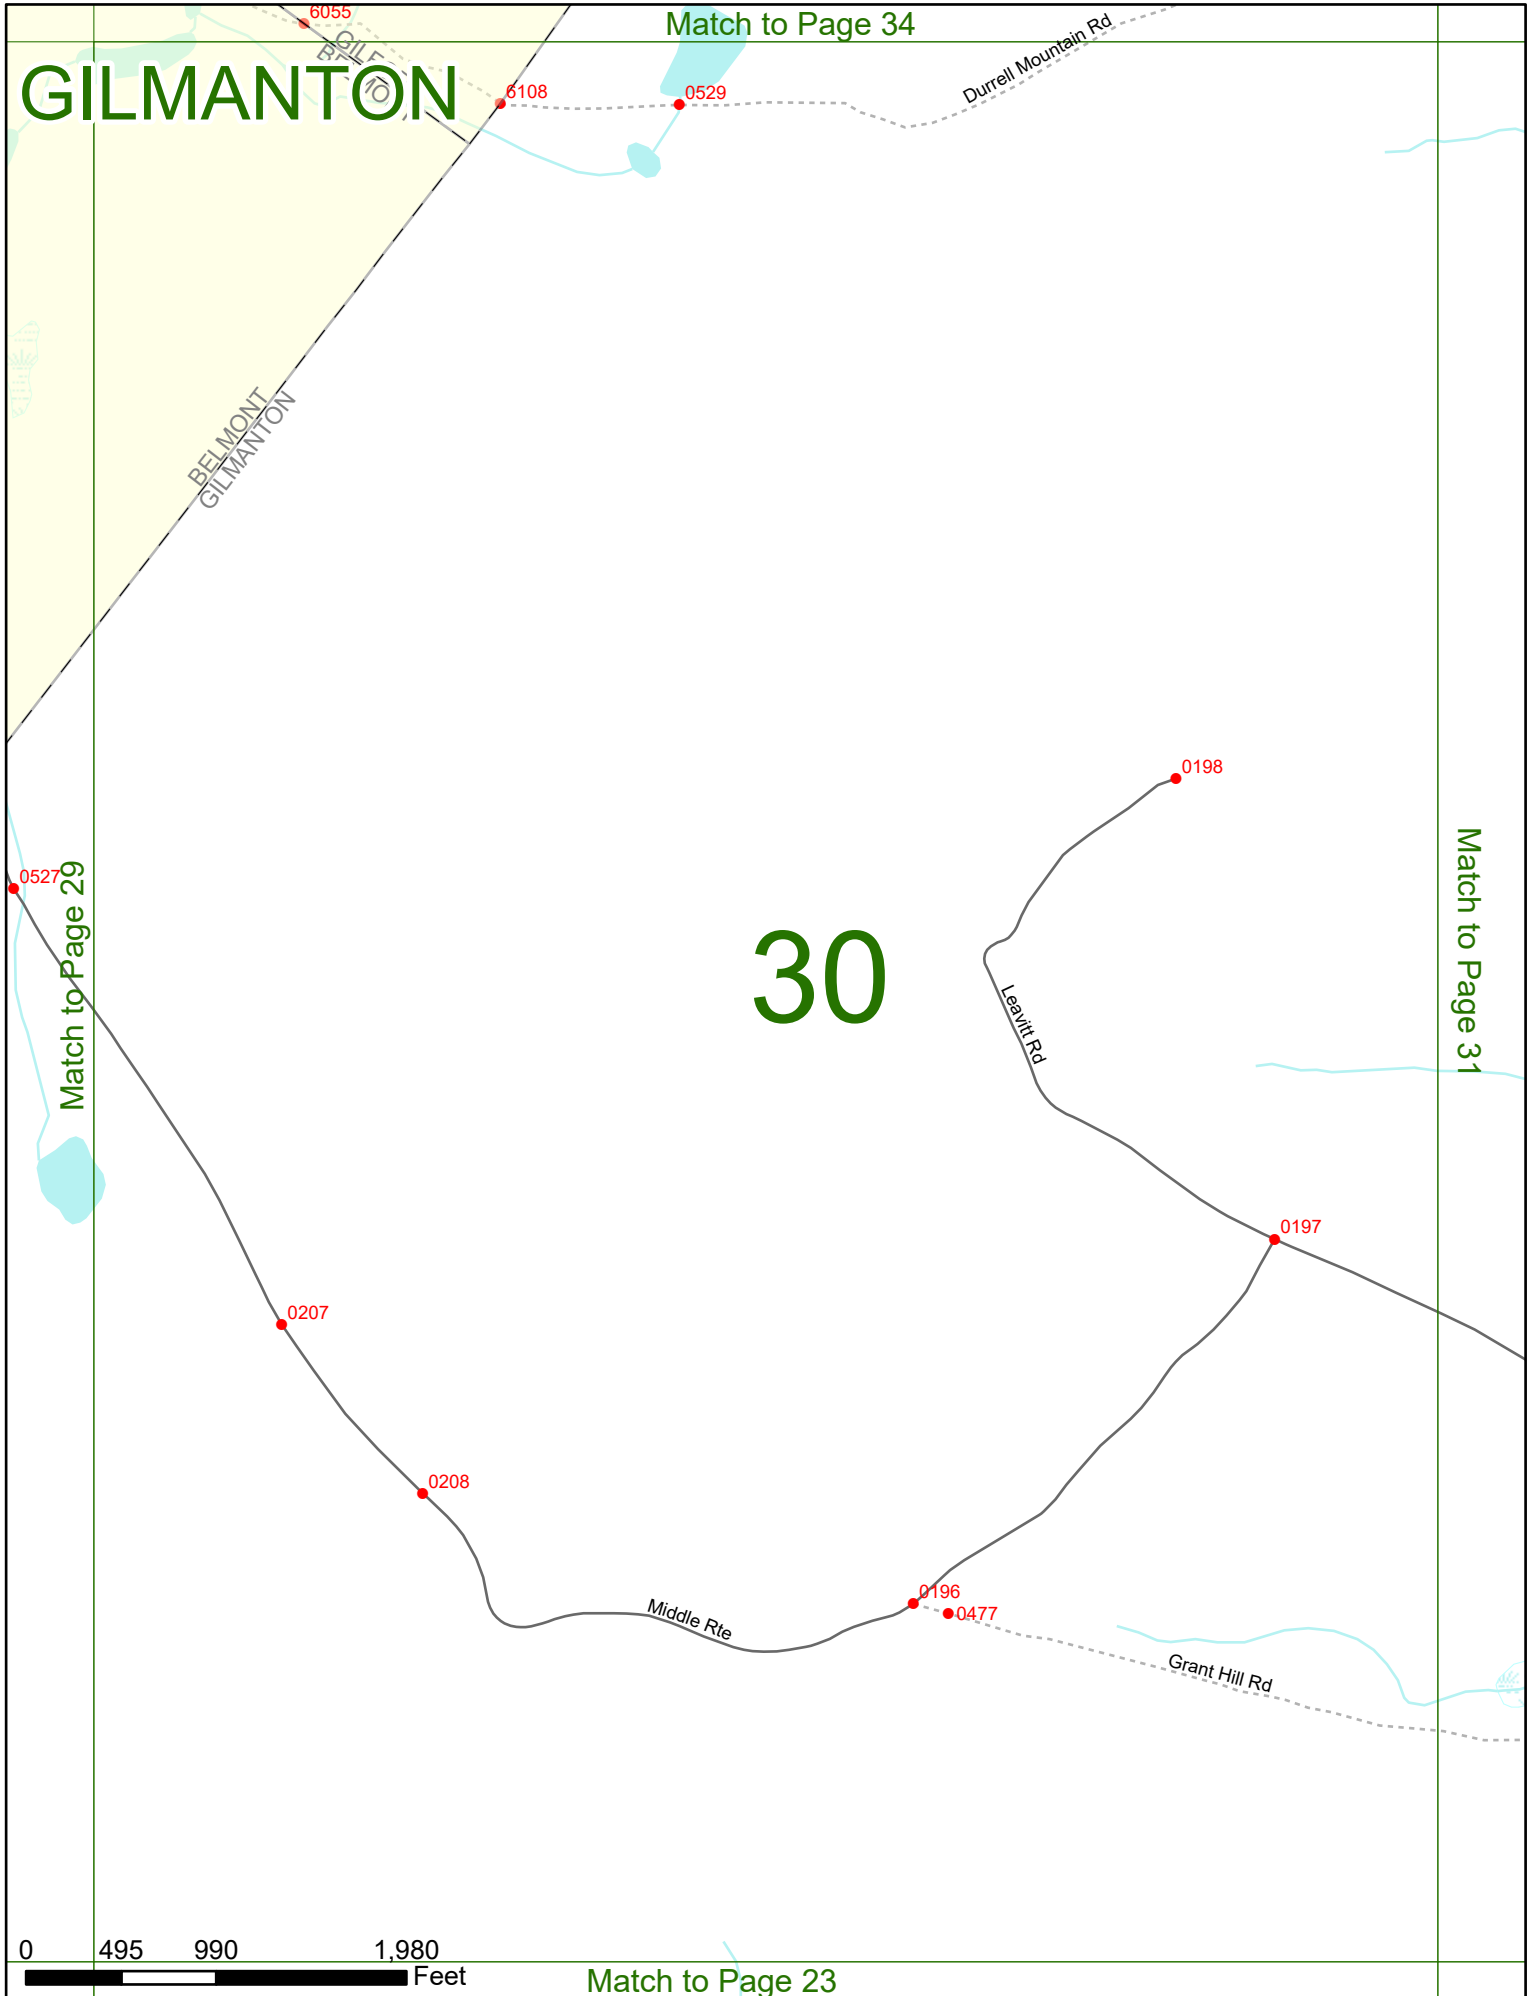 6055
Match to Page 34
Durrell Mountain Rd
GILMANTON
6108
0529
BELMONT
GILMANTON
0198
0527
Match to Page 29
30
Leavitt Rd
Match to Page 31
0197
0207
0208
0196
0477
Middle Rte
Grant Hill Rd
0 495 990 1,980
Feet
Match to Page 23